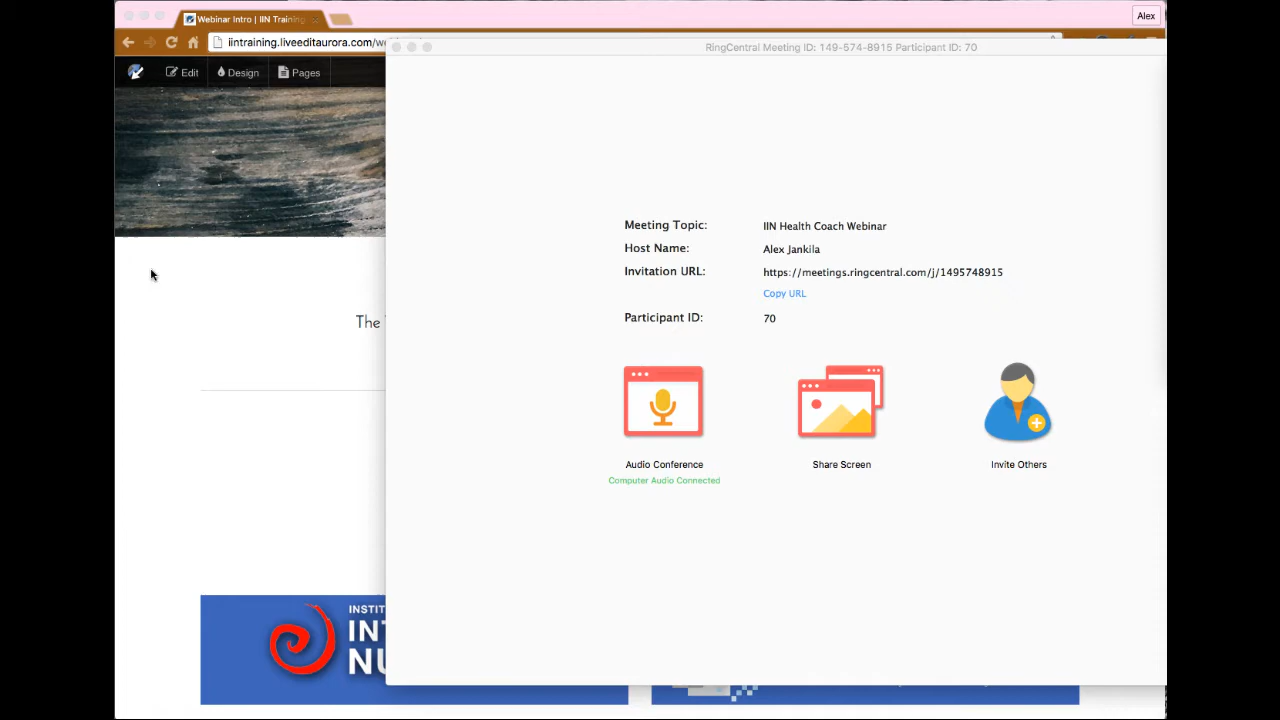 Webinar Intro | IIN Training
Alex
iintraining.liveeditaurora.com/we
RingCentral Meeting ID: 149-574-8915 Participant ID: 70
Edit Design Pages
Meeting Topic: IIN Health Coach Webinar
Host Name: Alex Jankila
Invitation URL: https://meetings.ringcentral.com/j/1495748915
Copy URL
Participant ID: 70
The
Audio Conference Share Screen Invite Others
Computer Audio Connected
INSTIT
INT
NU